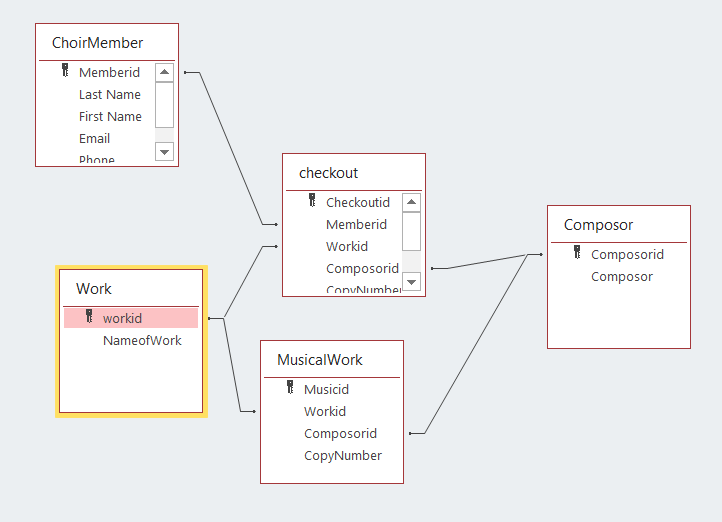 ChoirMember
Memberid
Last Name
First Name
Email
Phone
checkout
Checkoutid
Memberid
Workid
Composorid
CopyNumber
Composor
Composorid
Composor
Work
workid
NameofWork
MusicalWork
Musicid
Workid
Composorid
CopyNumber